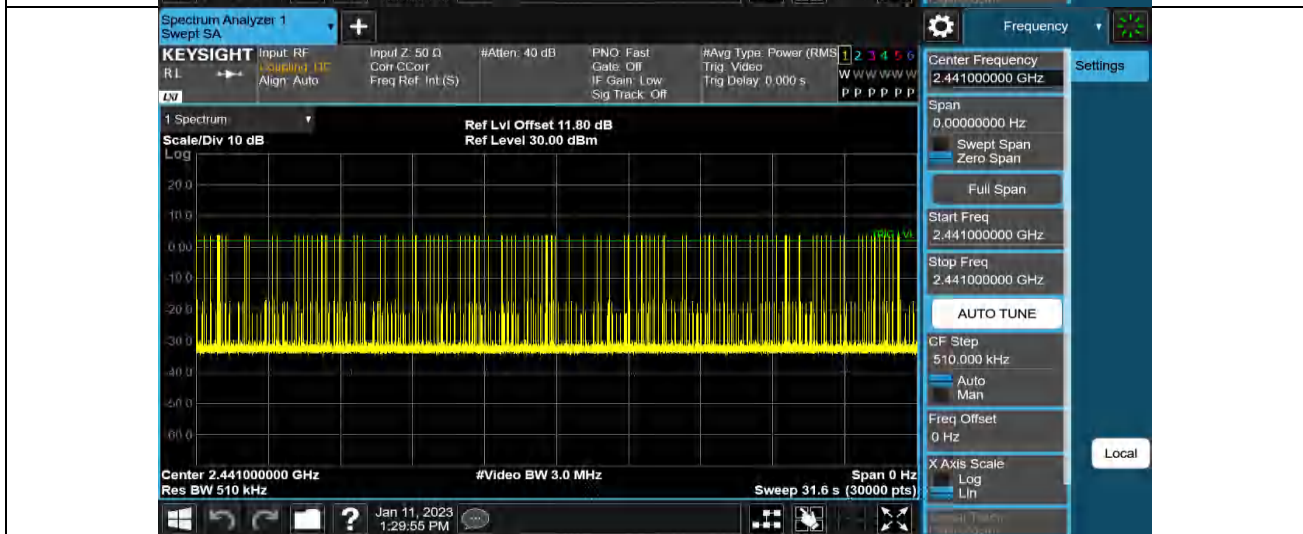 Spectrum Analyzer 1
Swept SA
+
Frequency
KEYSIGHT
RL
LXI
Input: RF
Coupling: DC
Align: Auto
Input Z: 50 Ω
Corr CCorr
Freq Ref: Int (S)
#Atten: 40 dB
PNO: Fast
Gate: Off
IF Gain: Low
Sig Track: Off
#Avg Type: Power (RMS
Trig: Video
Trig Delay: 0.000 s
1 2 3 4 5 6
W W W W W W
P P P P P P
Center Frequency
2.441000000 GHz
Settings
Span
0.00000000 Hz
Swept Span
Zero Span
Full Span
Start Freq
2.441000000 GHz
Stop Freq
2.441000000 GHz
AUTO TUNE
CF Step
510.000 kHz
Auto
Man
Freq Offset
0 Hz
X Axis Scale
Log
Lin
Local
1 Spectrum
Scale/Div 10 dB
Ref Lvl Offset 11.80 dB
Ref Level 30.00 dBm
Log
20.0
10.0
0.00
-10.0
-20.0
-30.0
-40.0
-50.0
-60.0
TRIG LVL
Center 2.441000000 GHz
#Video BW 3.0 MHz
Span 0 Hz
Res BW 510 kHz
Sweep 31.6 s (30000 pts)
?
Jan 11, 2023
1:29:55 PM